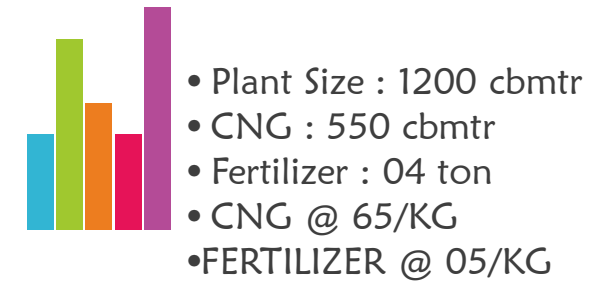 • Plant Size : 1200 cbmtr
• CNG : 550 cbmtr
• Fertilizer : 04 ton
• CNG @ 65/KG
•FERTILIZER @ 05/KG